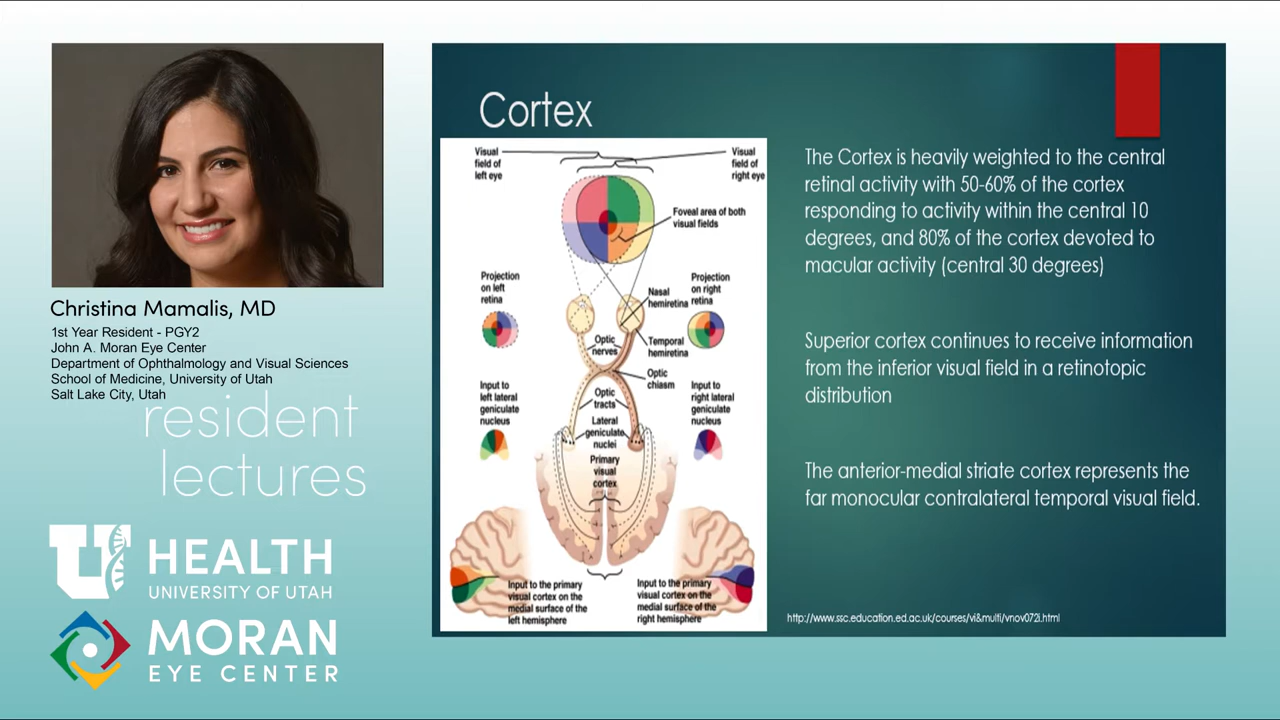 Christina Mamalis, MD
1st Year Resident - PGY2
John A. Moran Eye Center
Department of Ophthalmology and Visual Sciences
School of Medicine, University of Utah
Salt Lake City, Utah
resident
lectures
U
HEALTH
UNIVERSITY OF UTAH
MORAN
EYE CENTER
Cortex
Visual
field of
left eye
Visual
field of
right eye
Foveal area of both
visual fields
Projection
on left
retina
Projection
on right
retina
Nasal
hemiretina
Optic
nerves
Temporal
hemiretina
Optic
chiasm
Input to
left lateral
geniculate
nucleus
Optic
tracts
Input to
right lateral
geniculate
nucleus
Lateral
geniculate
nuclei
Primary
visual
cortex
Input to the primary
visual cortex on the
medial surface of the
left hemisphere
Input to the primary
visual cortex on the
medial surface of the
right hemisphere
The Cortex is heavily weighted to the central
retinal activity with 50-60% of the cortex
responding to activity within the central 10
degrees, and 80% of the cortex devoted to
macular activity (central 30 degrees)
Superior cortex continues to receive information
from the inferior visual field in a retinotopic
distribution
The anterior-medial striate cortex represents the
far monocular contralateral temporal visual field.
http://www.ssc.education.ed.ac.uk/courses/vi&multi/vnov072i.html